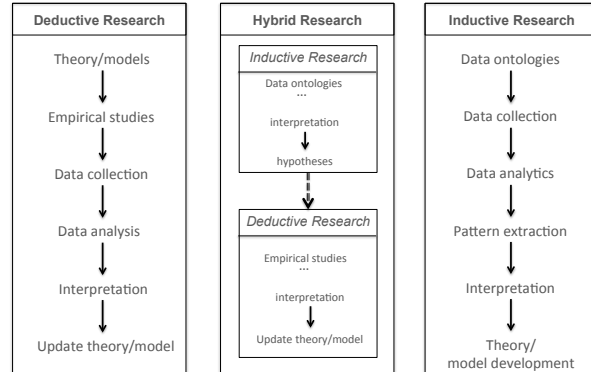 Deductive Research
Theory/models
Empirical studies
Data collection
Data analysis
Interpretation
Update theory/model
Hybrid Research
Inductive Research
Data ontologies
...
interpretation
hypotheses
Deductive Research
Empirical studies
...
interpretation
Update theory/model
Inductive Research
Data ontologies
Data collection
Data analytics
Pattern extraction
Interpretation
Theory/
model development